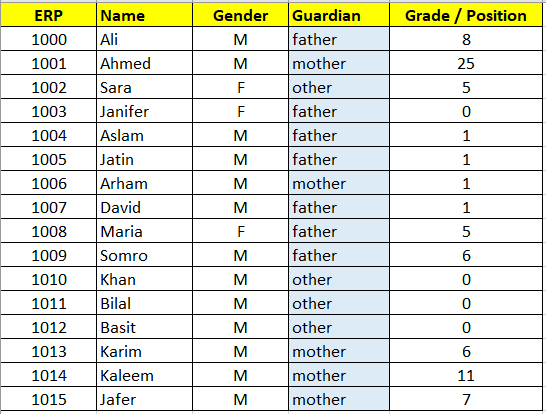 ERP Name Gender Guardian Grade / Position
1000 Ali M father 8
1001 Ahmed M mother 25
1002 Sara F other 5
1003 Janifer F father 0
1004 Aslam M father 1
1005 Jatin M father 1
1006 Arham M mother 1
1007 David M father 1
1008 Maria F father 5
1009 Somro M father 6
1010 Khan M other 0
1011 Bilal M other 0
1012 Basit M other 0
1013 Karim M mother 6
1014 Kaleem M mother 11
1015 Jafer M mother 7